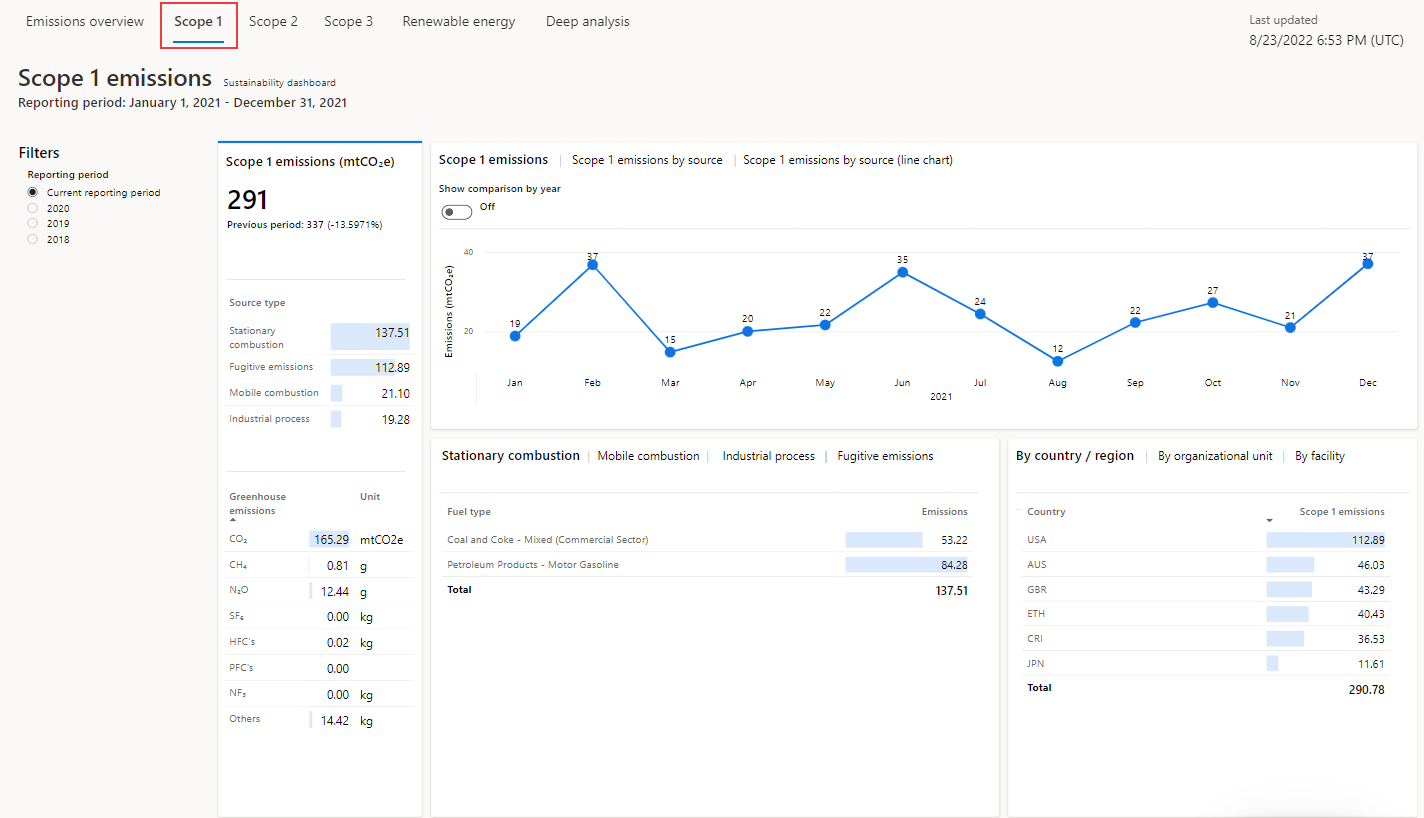 Emissions overview Scope 1 Scope 2 Scope 3 Renewable energy Deep analysis
Last updated
8/23/2022 6:53 PM (UTC)
Scope 1 emissions Sustainability dashboard
Reporting period: January 1, 2021 - December 31, 2021
Filters
Reporting period
Current reporting period
2020
2019
2018
Scope 1 emissions (mtCO₂e)
291
Previous period: 337 (-13.5971%)
Source type
Stationary combustion 137.51
Fugitive emissions 112.89
Mobile combustion 21.10
Industrial process 19.28
Greenhouse emissions Unit
CO₂ 165.29 mtCO2e
CH₄ 0.81 g
N₂O 12.44 g
SF₆ 0.00 kg
HFC's 0.02 kg
PFC's 0.00
NF₃ 0.00 kg
Others 14.42 kg
Scope 1 emissions | Scope 1 emissions by source | Scope 1 emissions by source (line chart)
Show comparison by year
Off
Emissions (mtCO₂e)
40
20
19 37 15 20 22 35 24 12 22 27 21 37
Jan Feb Mar Apr May Jun Jul Aug Sep Oct Nov Dec
2021
Stationary combustion | Mobile combustion | Industrial process | Fugitive emissions
Fuel type Emissions
Coal and Coke - Mixed (Commercial Sector) 53.22
Petroleum Products - Motor Gasoline 84.28
Total 137.51
By country / region | By organizational unit | By facility
Country Scope 1 emissions
USA 112.89
AUS 46.03
GBR 43.29
ETH 40.43
CRI 36.53
JPN 11.61
Total 290.78